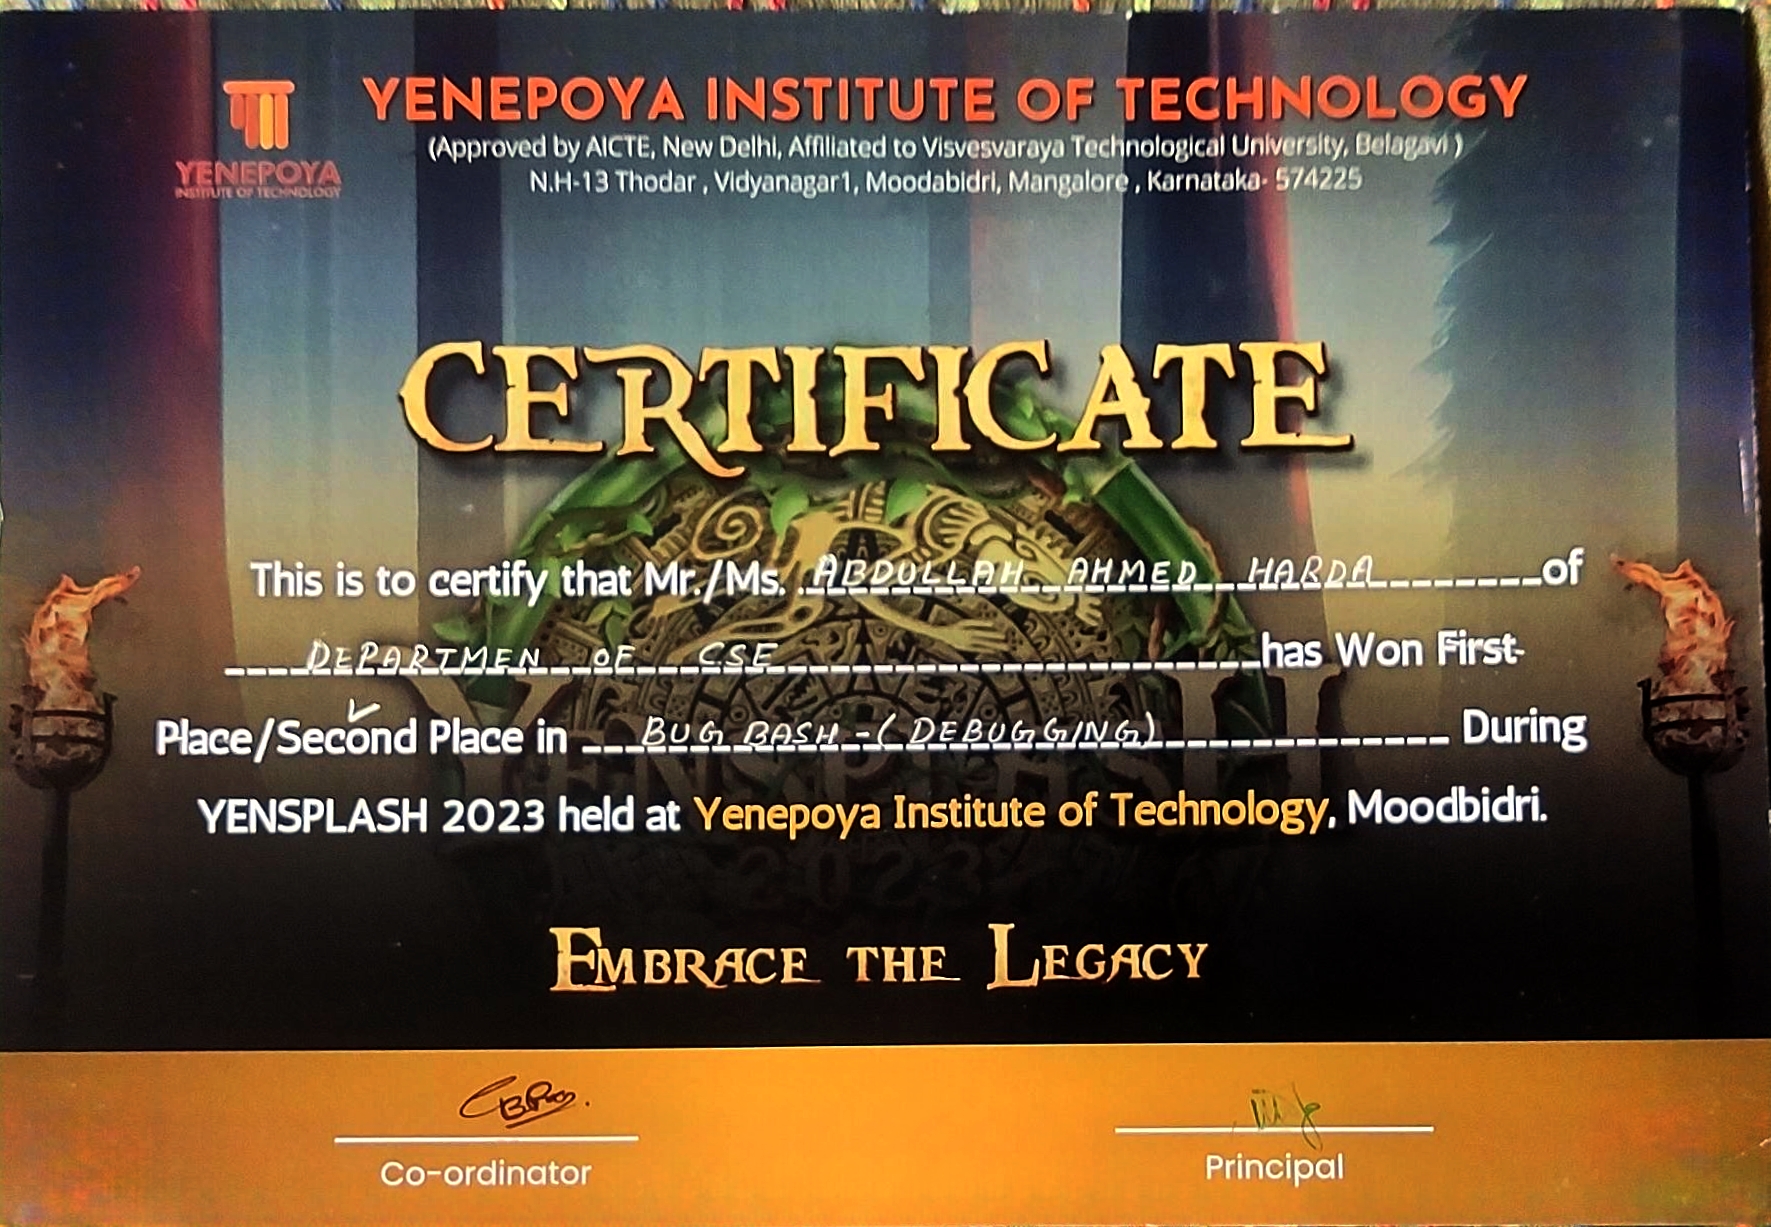 YENEPOYA INSTITUTE OF TECHNOLOGY
(Approved by AICTE, New Delhi, Affiliated to Visvesvaraya Technological University, Belagavi )
N.H-13 Thodar , Vidyanagar1, Moodabidri, Mangalore , Karnataka- 574225
YENEPOYA
INSTITUTE OF TECHNOLOGY
CERTIFICATE
This is to certify that Mr./Ms. ABDULLAH AHMED HARDA of
DEPARTMEN OF CSE has Won First-
Place/Second Place in BUG BASH - ( DEBUGGING) During
YENSPLASH 2023 held at Yenepoya Institute of Technology, Moodbidri.
YENSPLASH
2023
EMBRACE THE LEGACY
Co-ordinator
Principal